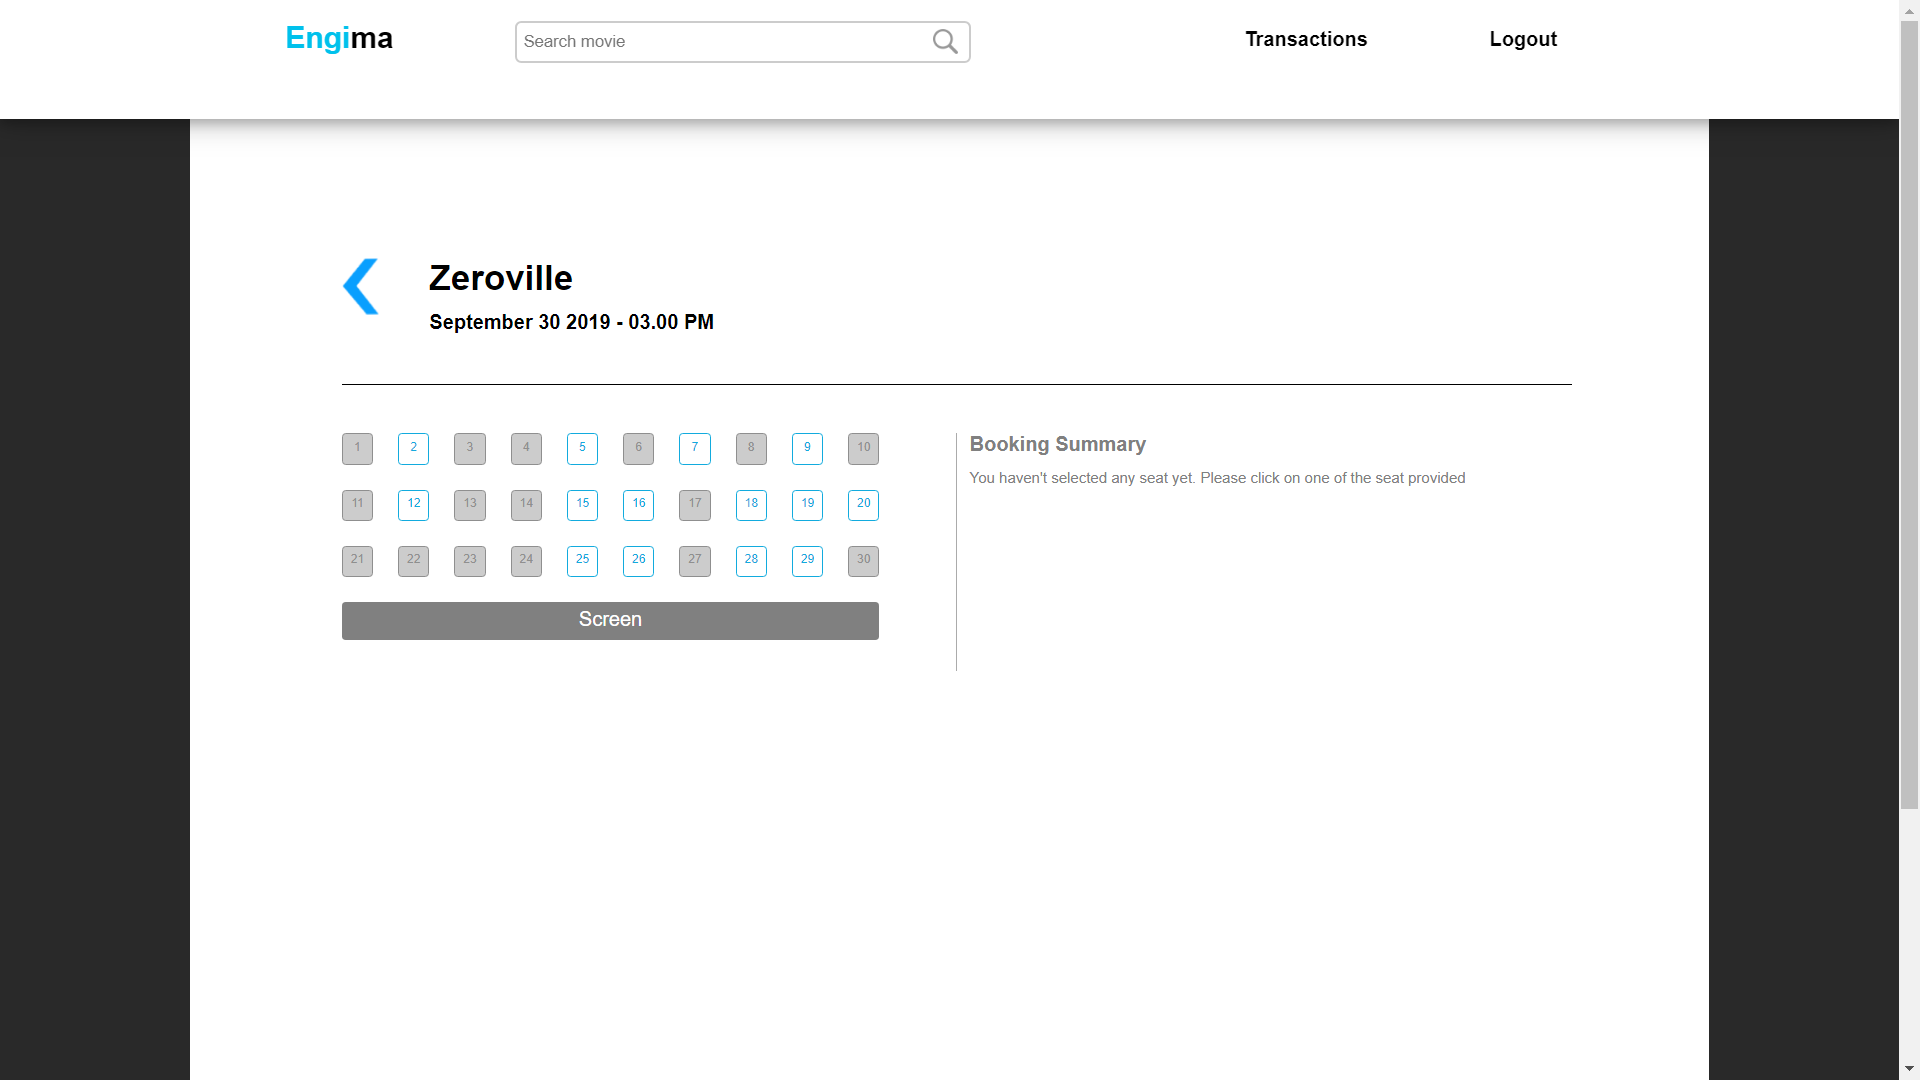 Engima
Search movie
Transactions
Logout
Zeroville
September 30 2019 - 03.00 PM
1 2 3 4 5 6 7 8 9 10
11 12 13 14 15 16 17 18 19 20
21 22 23 24 25 26 27 28 29 30
Screen
Booking Summary
You haven't selected any seat yet. Please click on one of the seat provided